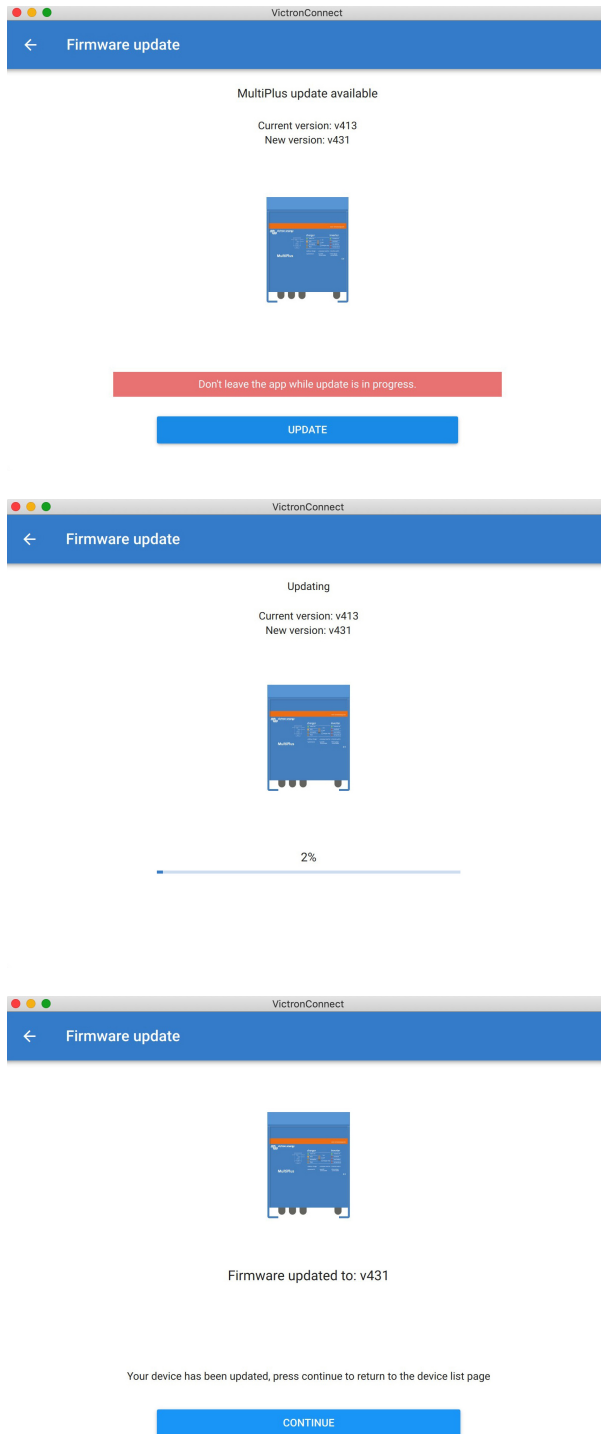 VictronConnect
Firmware update
MultiPlus update available
Current version: v413
New version: v431
MultiPlus
Don't leave the app while update is in progress.
UPDATE
VictronConnect
Firmware update
Updating
Current version: v413
New version: v431
MultiPlus
2%
VictronConnect
Firmware update
MultiPlus
Firmware updated to: v431
Your device has been updated, press continue to return to the device list page
CONTINUE